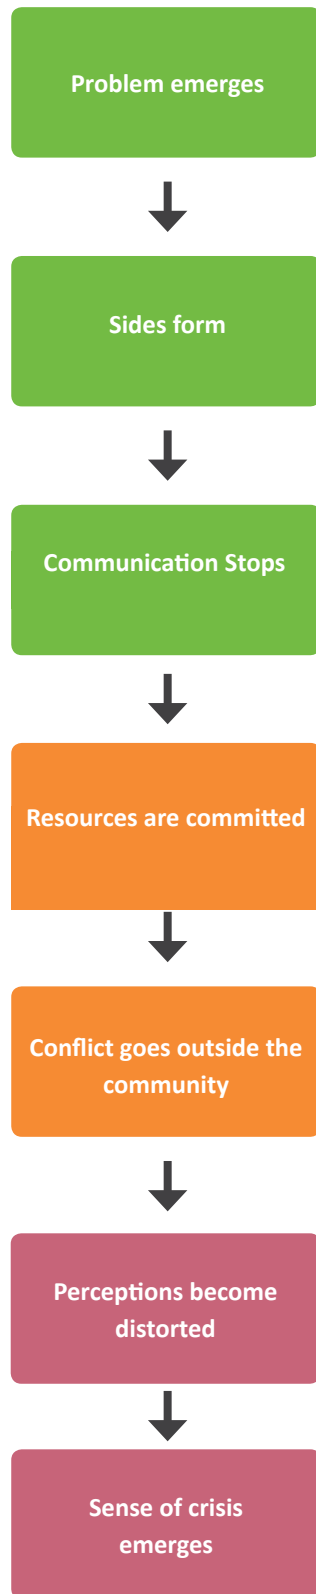 Problem emerges
Sides form
Communication Stops
Resources are committed
Conflict goes outside the
community
Perceptions become
distorted
Sense of crisis
emerges